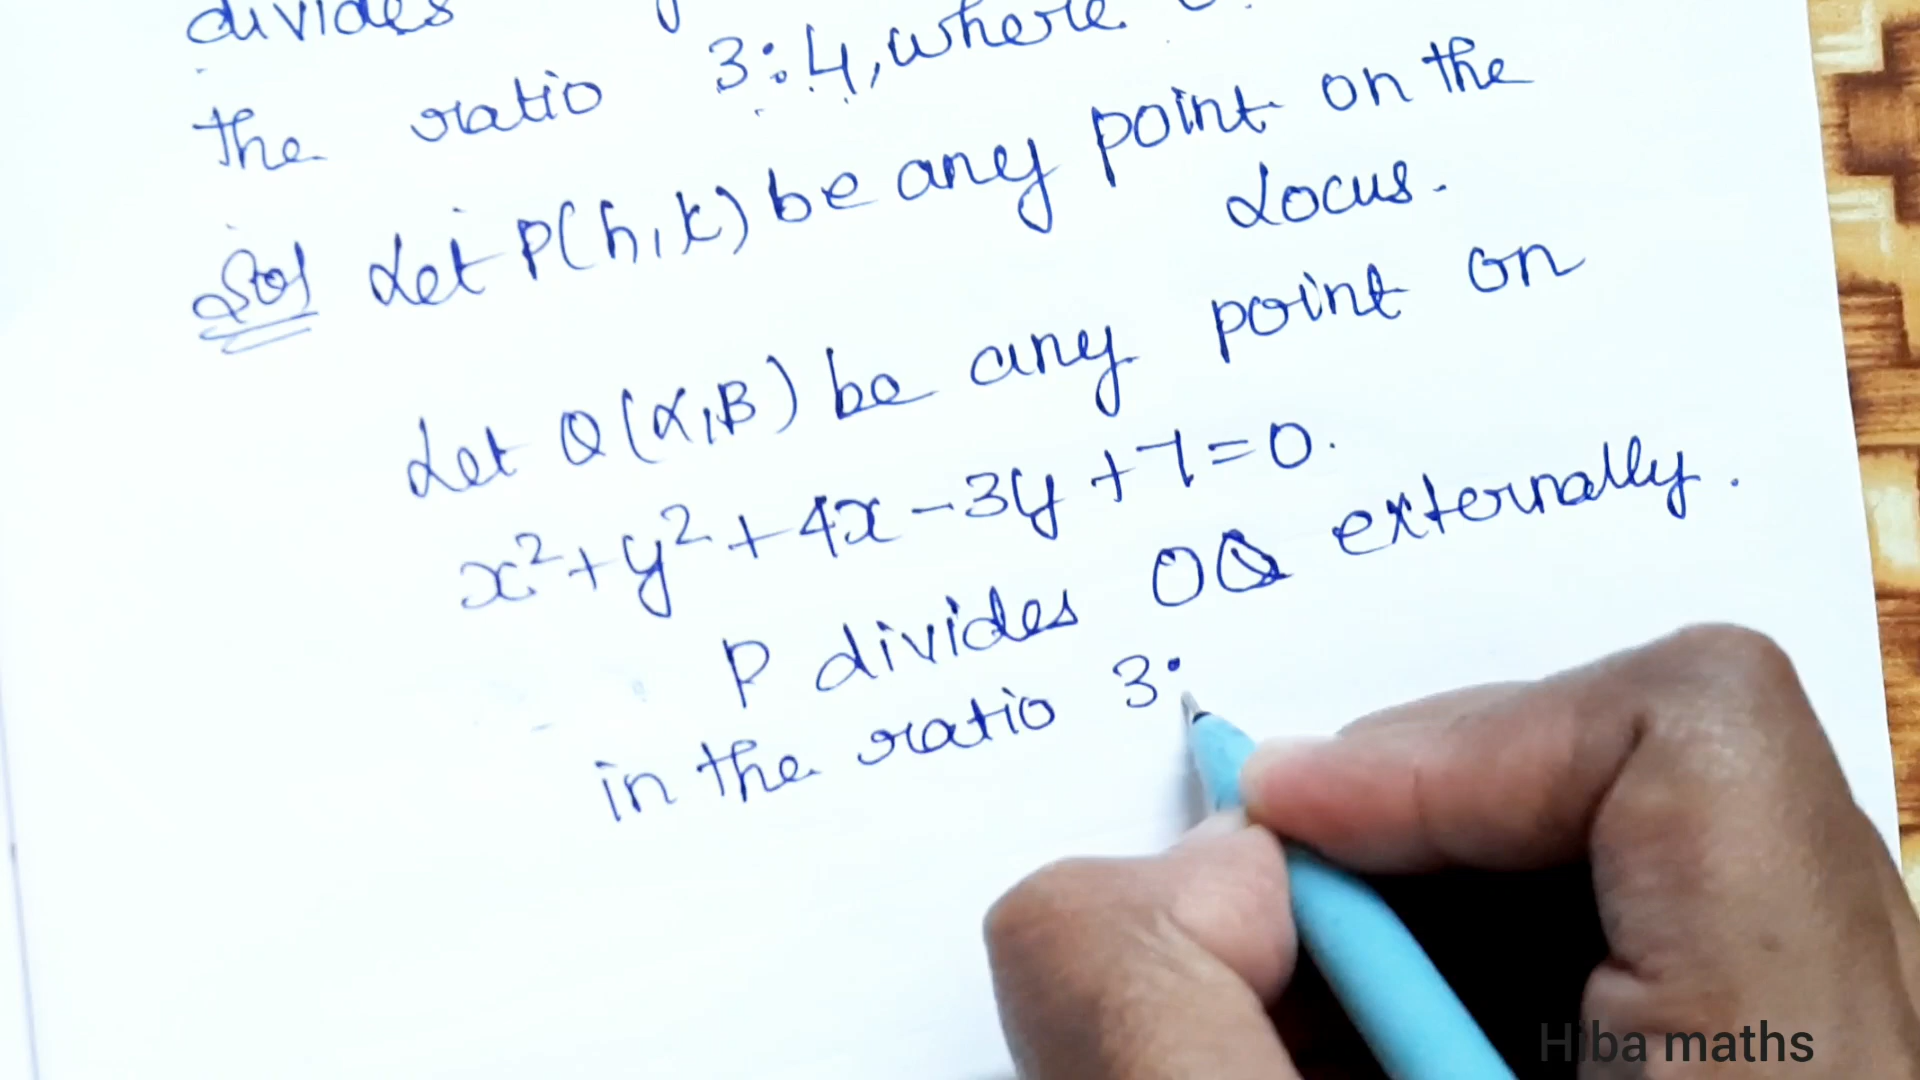 divides
the ratio 3:4, where
Sol Let P(h,k) be any point on the
Locus.
Let Q(α,β) be any point on
x²+y²+4x-3y+7=0.
P divides OQ externally.
in the ratio 3:
Hiba maths